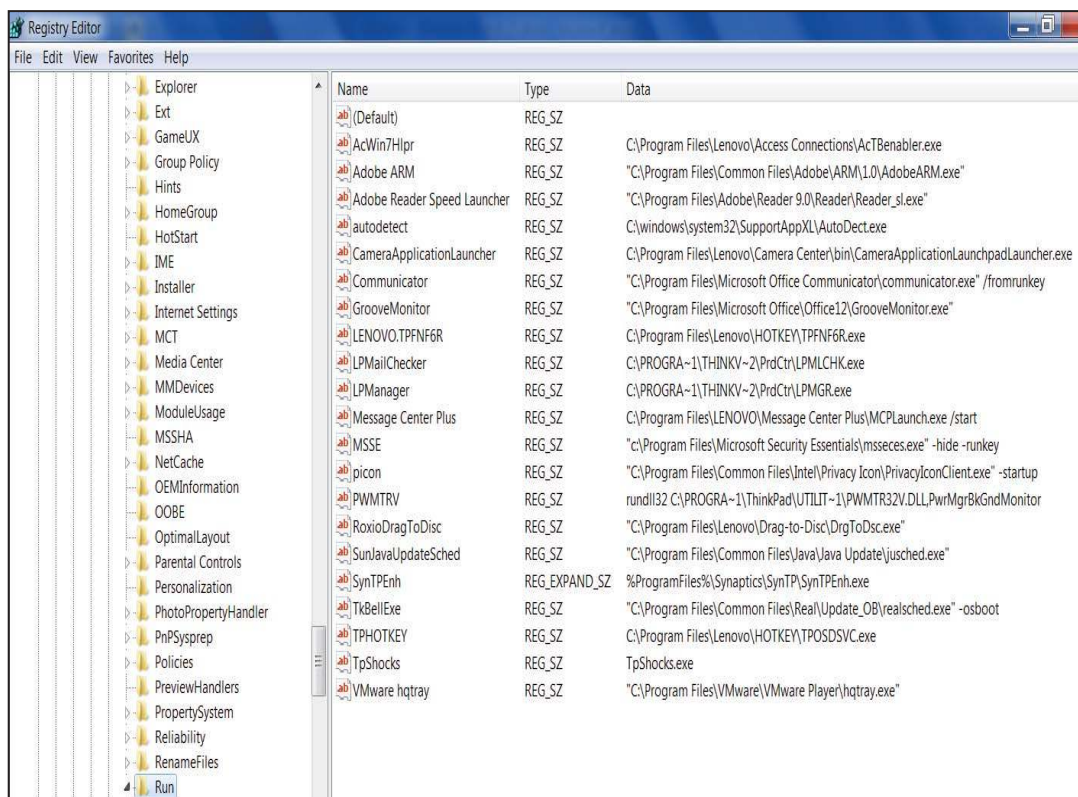 Registry Editor
File Edit View Favorites Help
Explorer
Ext
GameUX
Group Policy
Hints
HomeGroup
HotStart
IME
Installer
Internet Settings
MCT
Media Center
MMDevices
ModuleUsage
MSSHA
NetCache
OEMInformation
OOBE
OptimalLayout
Parental Controls
Personalization
PhotoPropertyHandler
PnPSysprep
Policies
PreviewHandlers
PropertySystem
Reliability
RenameFiles
Run
Name Type Data
(Default) REG_SZ
AcWin7Hlpr REG_SZ C:\Program Files\Lenovo\Access Connections\AcTBenabler.exe
Adobe ARM REG_SZ "C:\Program Files\Common Files\Adobe\ARM\1.0\AdobeARM.exe"
Adobe Reader Speed Launcher REG_SZ "C:\Program Files\Adobe\Reader 9.0\Reader\Reader_sl.exe"
autodetect REG_SZ C:\windows\system32\SupportAppXL\AutoDect.exe
CameraApplicationLauncher REG_SZ C:\Program Files\Lenovo\Camera Center\bin\CameraApplicationLaunchpadLauncher.exe
Communicator REG_SZ "C:\Program Files\Microsoft Office Communicator\communicator.exe" /fromrunkey
GrooveMonitor REG_SZ "C:\Program Files\Microsoft Office\Office12\GrooveMonitor.exe"
LENOVO.TPFNF6R REG_SZ C:\Program Files\Lenovo\HOTKEY\TPFNF6R.exe
LPMailChecker REG_SZ C:\PROGRA~1\THINKV~2\PrdCtr\LPMLCHK.exe
LPManager REG_SZ C:\PROGRA~1\THINKV~2\PrdCtr\LPMGR.exe
Message Center Plus REG_SZ C:\Program Files\LENOVO\Message Center Plus\MCPLaunch.exe /start
MSSE REG_SZ "c:\Program Files\Microsoft Security Essentials\msseces.exe" -hide -runkey
picon REG_SZ "C:\Program Files\Common Files\Intel\Privacy Icon\PrivacyIconClient.exe" -startup
PWMTRV REG_SZ rundll32 C:\PROGRA~1\ThinkPad\UTILIT~1\PWMTR32V.DLL,PwrMgrBkGndMonitor
RoxioDragToDisc REG_SZ "C:\Program Files\Lenovo\Drag-to-Disc\DrgToDsc.exe"
SunJavaUpdateSched REG_SZ "C:\Program Files\Common Files\Java\Java Update\jusched.exe"
SynTPEnh REG_EXPAND_SZ %ProgramFiles%\Synaptics\SynTP\SynTPEnh.exe
TkBellExe REG_SZ "C:\Program Files\Common Files\Real\Update_OB\realsched.exe" -osboot
TPHOTKEY REG_SZ C:\Program Files\Lenovo\HOTKEY\TPOSDSVC.exe
TpShocks REG_SZ TpShocks.exe
VMware hqtray REG_SZ "C:\Program Files\VMware\VMware Player\hqtray.exe"